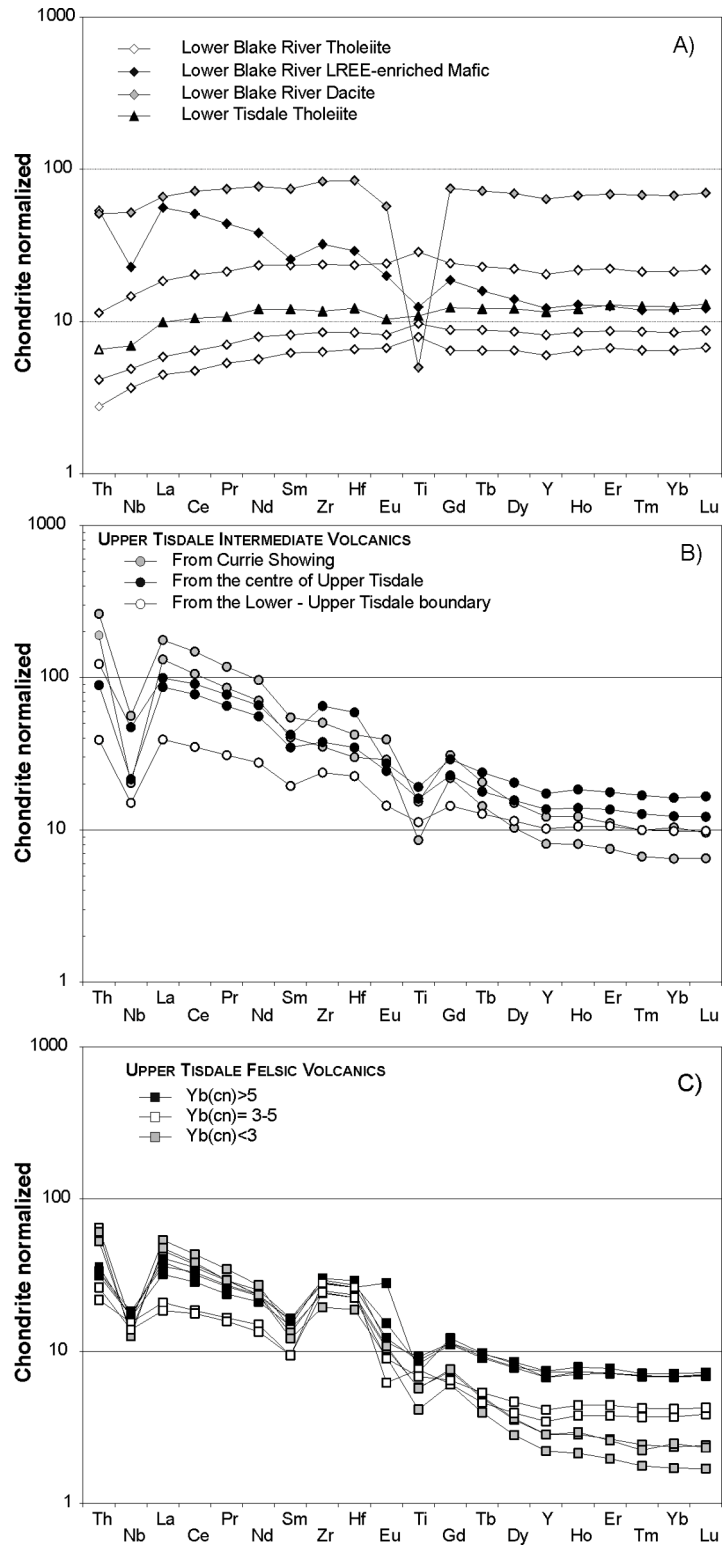 1000
A)
Lower Blake River Tholeiite
Lower Blake River LREE-enriched Mafic
Lower Blake River Dacite
Lower Tisdale Tholeiite
Chondrite normalized
100
10
1
Th Nb La Ce Pr Nd Sm Zr Hf Eu Ti Gd Tb Dy Y Ho Er Tm Yb Lu
1000
UPPER TISDALE INTERMEDIATE VOLCANICS
B)
From Currie Showing
From the centre of Upper Tisdale
From the Lower - Upper Tisdale boundary
Chondrite normalized
100
10
1
Th Nb La Ce Pr Nd Sm Zr Hf Eu Ti Gd Tb Dy Y Ho Er Tm Yb Lu
1000
UPPER TISDALE FELSIC VOLCANICS
C)
Yb(cn)>5
Yb(cn)= 3-5
Yb(cn)<3
Chondrite normalized
100
10
1
Th Nb La Ce Pr Nd Sm Zr Hf Eu Ti Gd Tb Dy Y Ho Er Tm Yb Lu